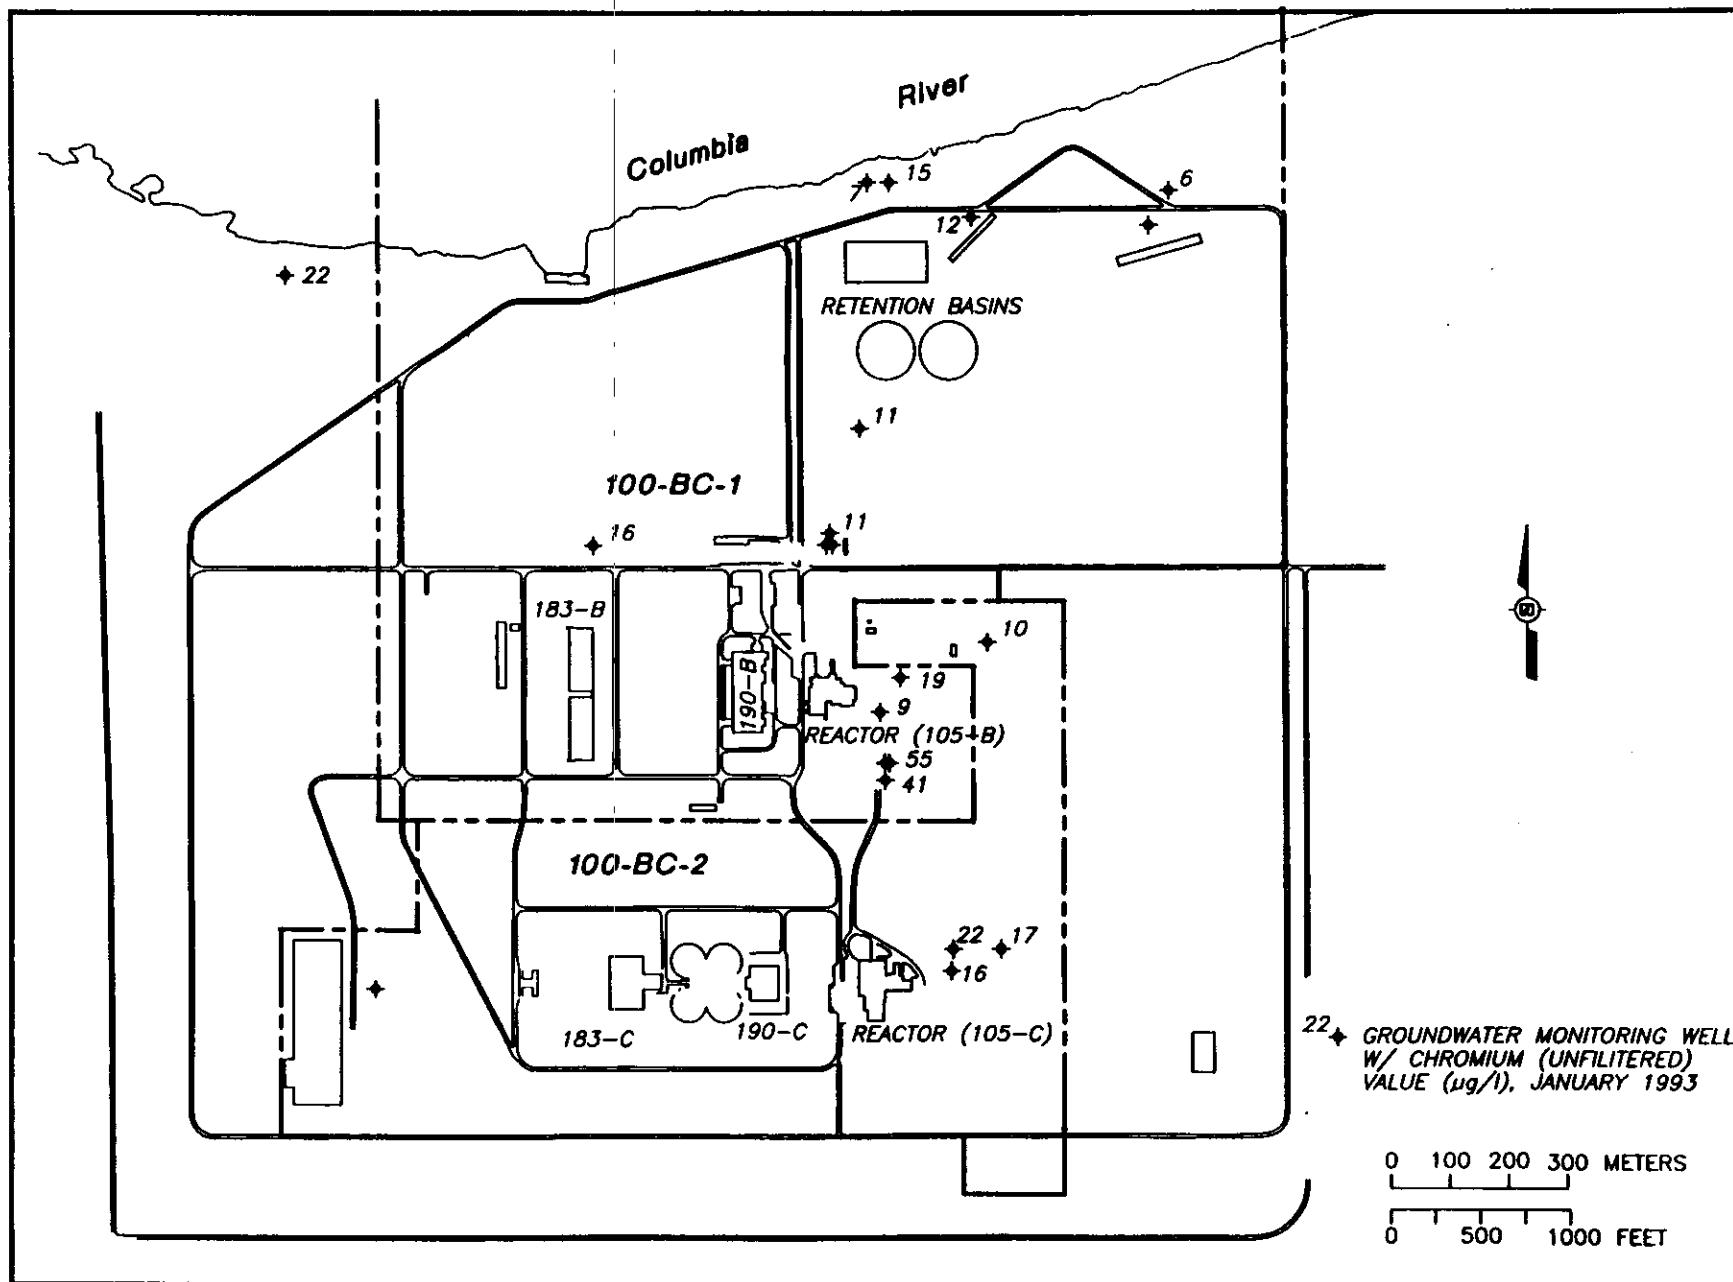 Columbia River
7
15
6
12
22
RETENTION BASINS
11
100-BC-1
16
11
183-B
10
19
190-B
9
REACTOR (105-B)
55
41
100-BC-2
22
17
16
183-C
190-C
REACTOR (105-C)
22
GROUNDWATER MONITORING WELL
W/ CHROMIUM (UNFILITERED)
VALUE (µg/l), JANUARY 1993
0 100 200 300 METERS
0 500 1000 FEET